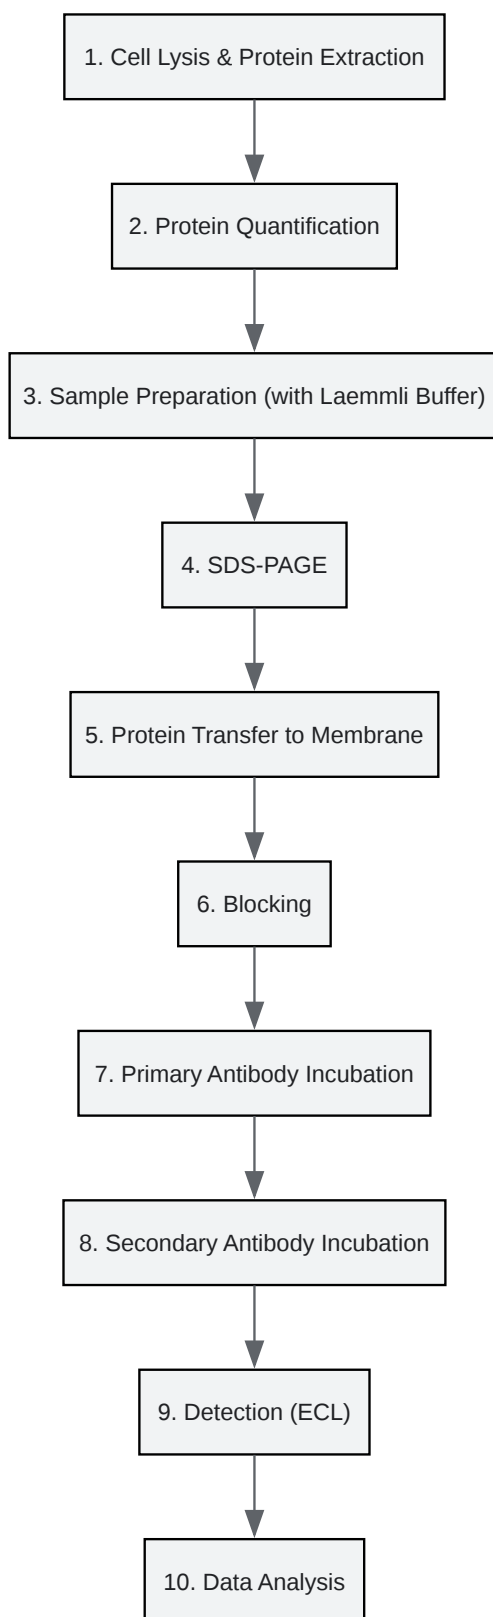 1. Cell Lysis & Protein Extraction
2. Protein Quantification
3. Sample Preparation (with Laemmli Buffer)
4. SDS-PAGE
5. Protein Transfer to Membrane
6. Blocking
7. Primary Antibody Incubation
8. Secondary Antibody Incubation
9. Detection (ECL)
10. Data Analysis